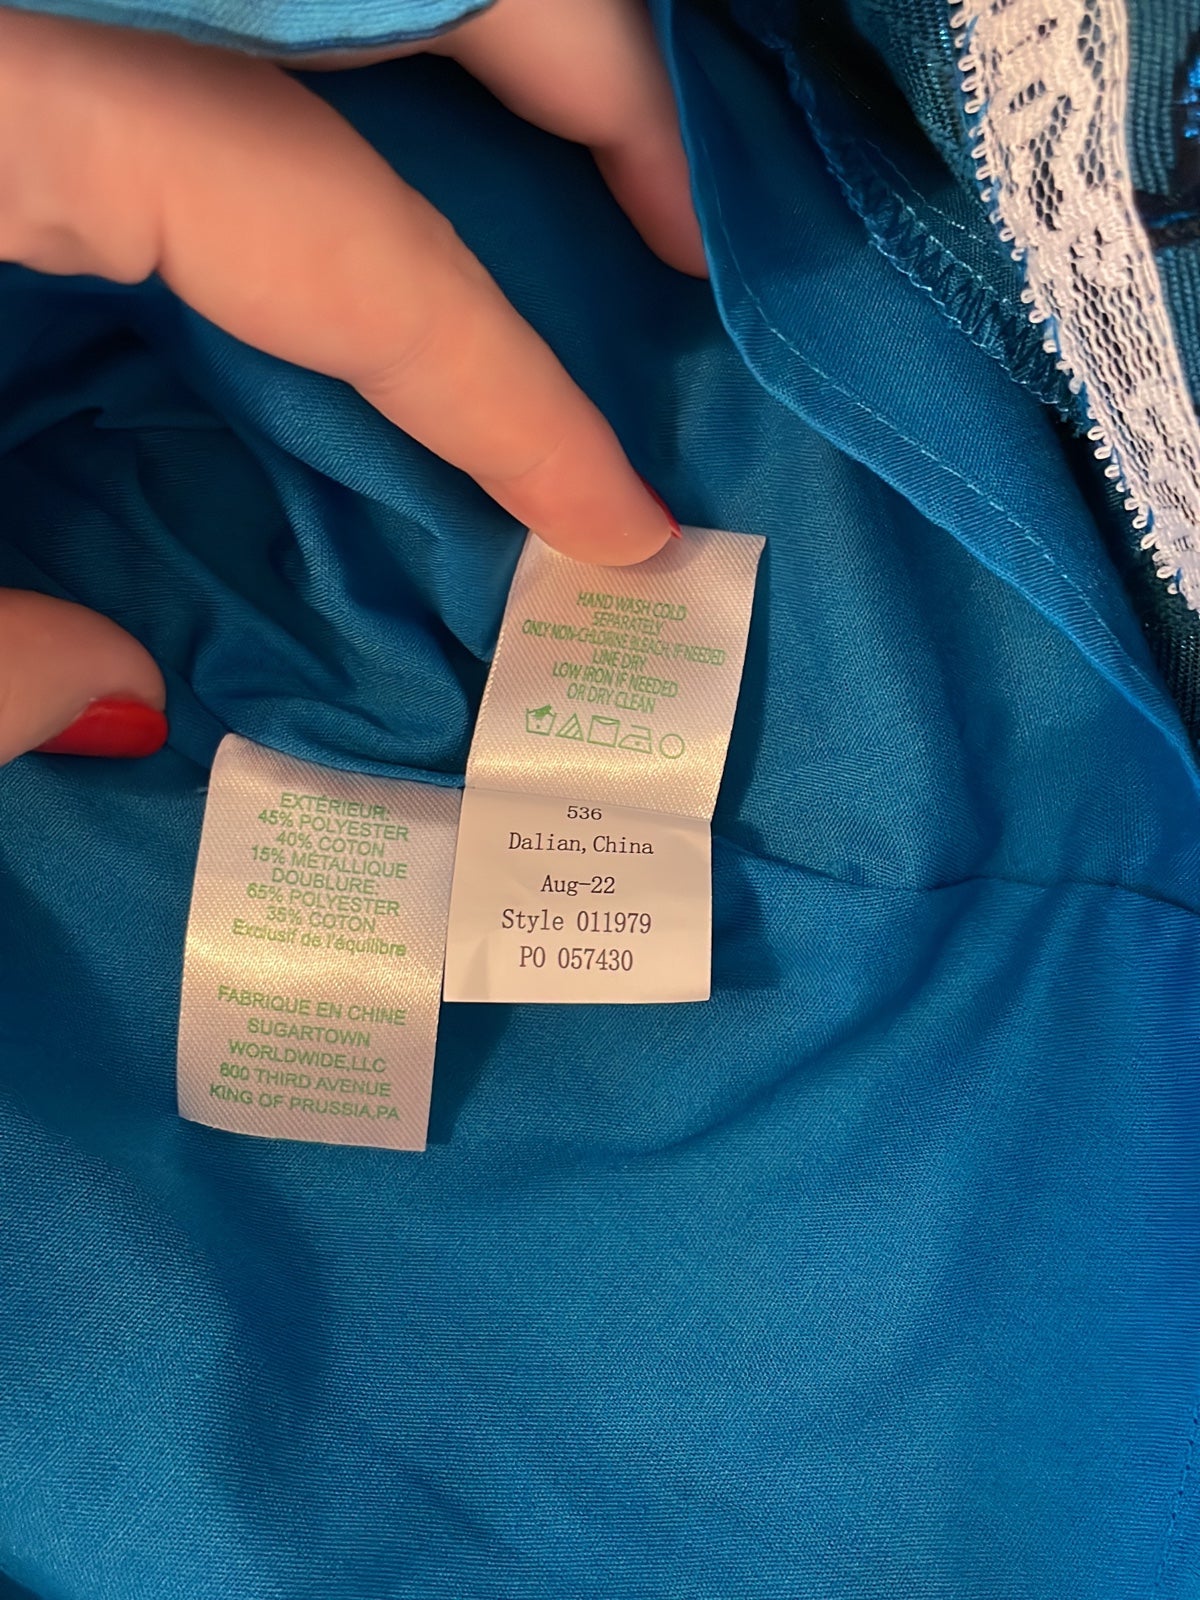 HAND WASH COLD
SEPARATELY
ONLY NON-CHLORINE BLEACH, IF NEEDED
LINE DRY
LOW IRON IF NEEDED
OR DRY CLEAN
536
Dalian, China
Aug-22
Style 011979
PO 057430
EXTÉRIEUR:
45% POLYESTER
40% COTON
15% MÉTALLIQUE
DOUBLURE:
65% POLYESTER
35% COTON
Exclusif de l'équilibre
FABRIQUE EN CHINE
SUGARTOWN
WORLDWIDE,LLC
800 THIRD AVENUE
KING OF PRUSSIA,PA